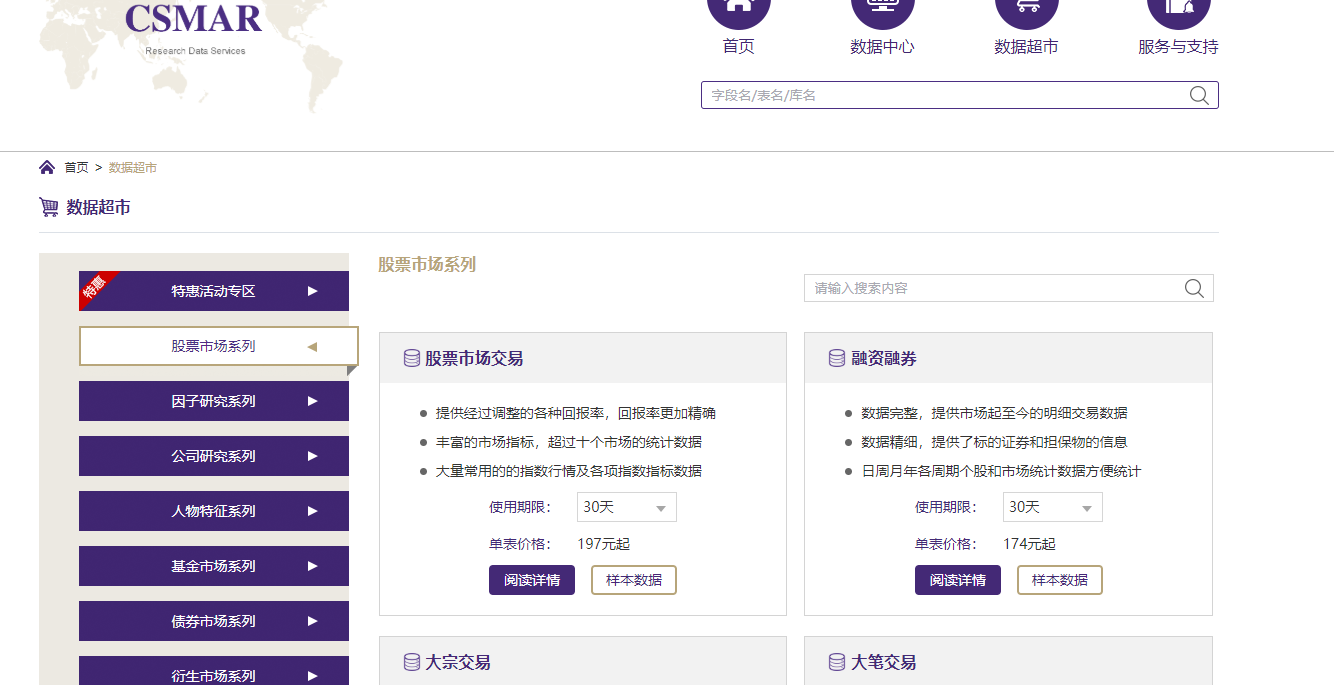 CSMAR
Research Data Services
首页
数据中心
数据超市
服务与支持
字段名/表名/库名
首页 > 数据超市
数据超市
特惠
特惠活动专区
股票市场系列
因子研究系列
公司研究系列
人物特征系列
基金市场系列
债券市场系列
衍生市场系列
股票市场系列
请输入搜索内容
股票市场交易
提供经过调整的各种回报率，回报率更加精确
丰富的市场指标，超过十个市场的统计数据
大量常用的的指数行情及各项指数指标数据
使用期限： 30天
单表价格： 197元起
阅读详情 样本数据
融资融券
数据完整，提供市场起至今的明细交易数据
数据精细，提供了标的证券和担保物的信息
日周月年各周期个股和市场统计数据方便统计
使用期限： 30天
单表价格： 174元起
阅读详情 样本数据
大宗交易
大笔交易